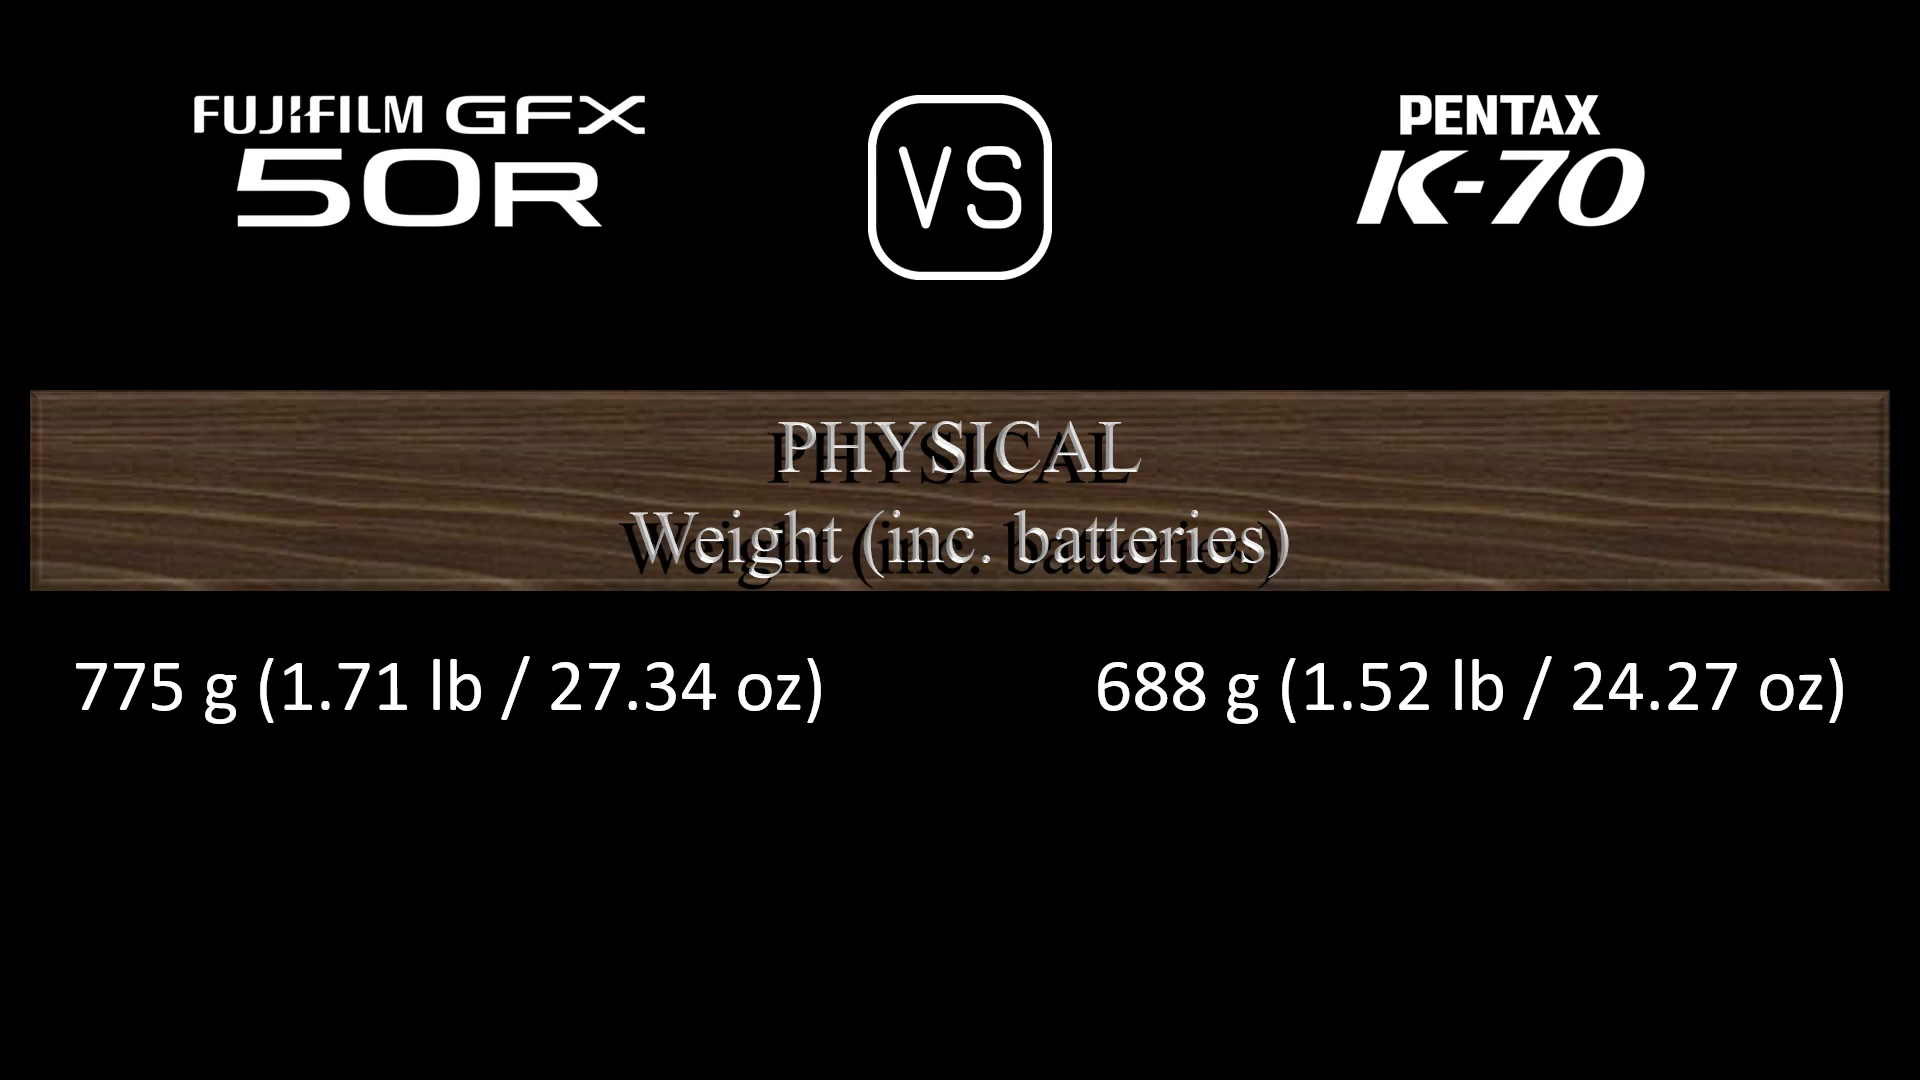 FUJIFILM GFX
50R
VS
PENTAX
K-70
PHYSICAL
Weight (inc. batteries)
775 g (1.71 lb / 27.34 oz)
688 g (1.52 lb / 24.27 oz)